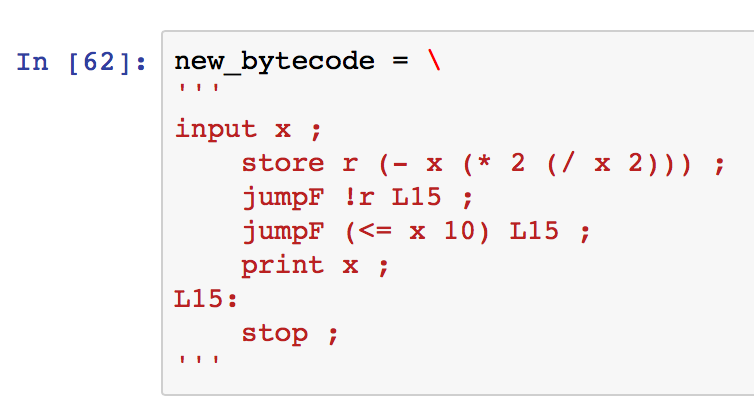 In [62]: new_bytecode = \
'''
input x ;
    store r (- x (* 2 (/ x 2))) ;
    jumpF !r L15 ;
    jumpF (<= x 10) L15 ;
    print x ;
L15:
    stop ;
'''